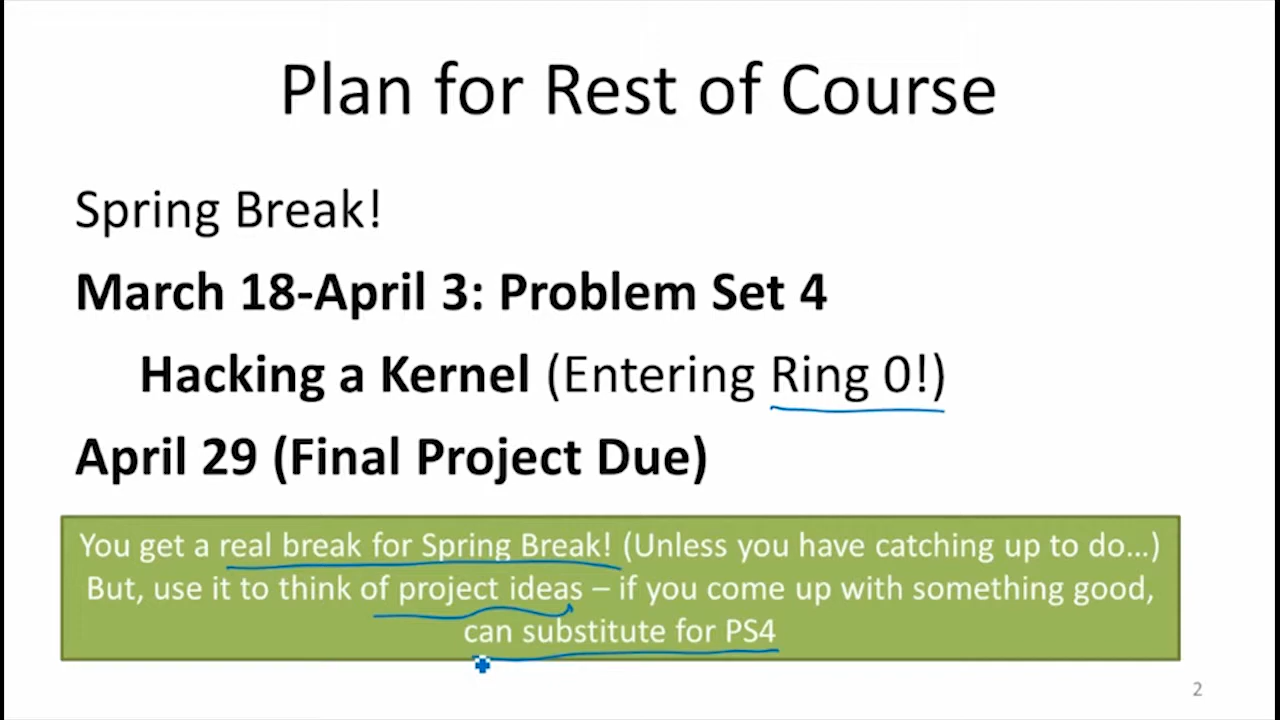 Plan for Rest of Course
Spring Break!
March 18-April 3: Problem Set 4
Hacking a Kernel (Entering Ring 0!)
April 29 (Final Project Due)
You get a real break for Spring Break! (Unless you have catching up to do…)
But, use it to think of project ideas – if you come up with something good,
can substitute for PS4
2